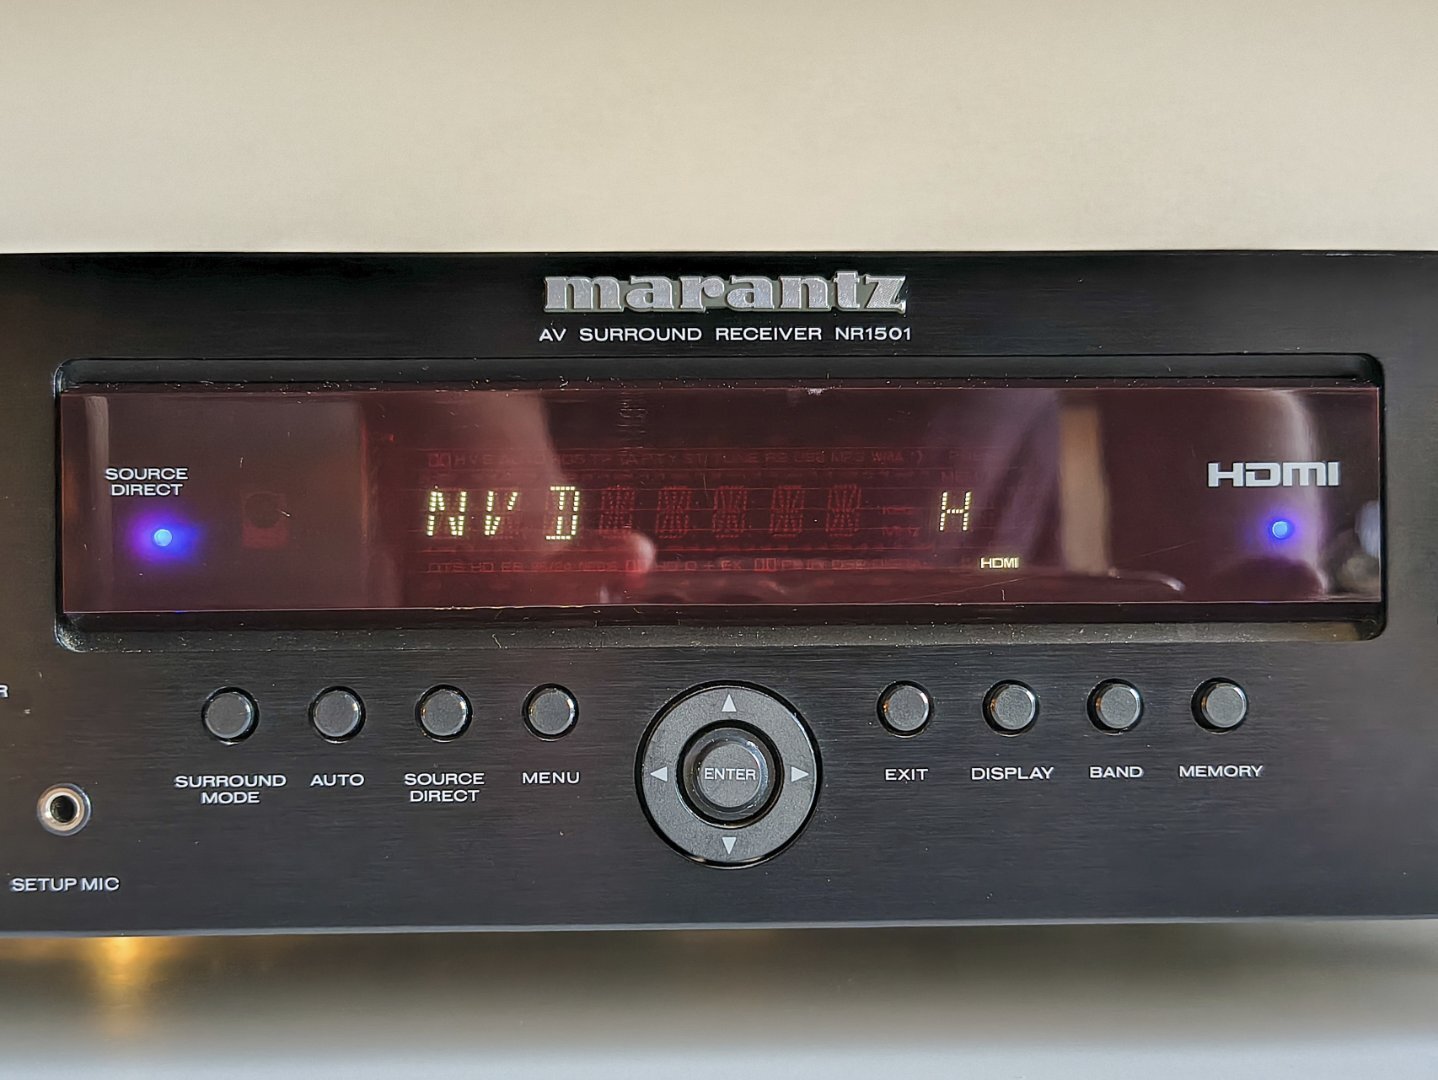 marantz
AV SURROUND RECEIVER NR1501
SOURCE
DIRECT
HDMI
NV D H
HDMI
R
SURROUND
MODE
AUTO
SOURCE
DIRECT
MENU
ENTER
EXIT
DISPLAY
BAND
MEMORY
SETUP MIC